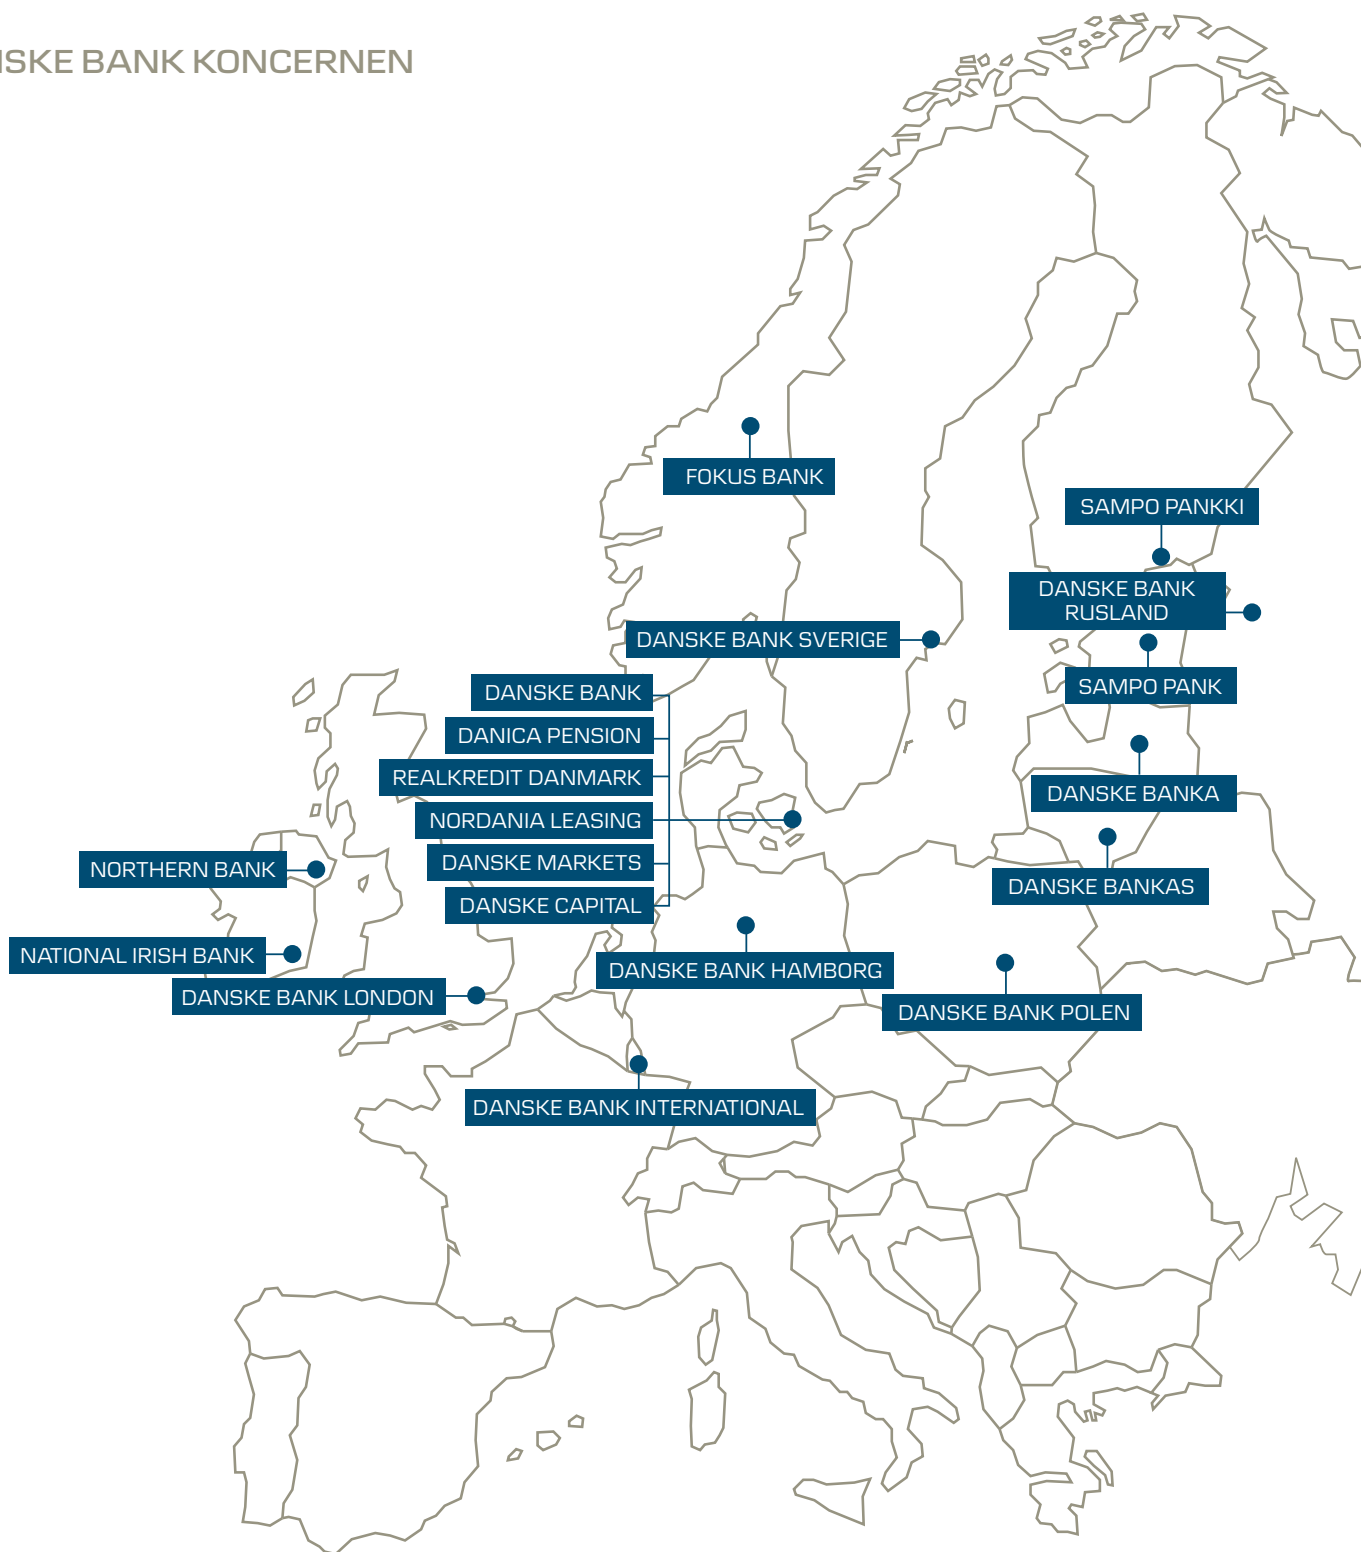 NSKE BANK KONCERNEN
FOKUS BANK
SAMPO PANKKI
DANSKE BANK
RUSLAND
DANSKE BANK SVERIGE
SAMPO PANK
DANSKE BANK
DANICA PENSION
REALKREDIT DANMARK
DANSKE BANKA
NORDANIA LEASING
DANSKE MARKETS
NORTHERN BANK
DANSKE BANKAS
DANSKE CAPITAL
NATIONAL IRISH BANK
DANSKE BANK HAMBORG
DANSKE BANK LONDON
DANSKE BANK POLEN
DANSKE BANK INTERNATIONAL